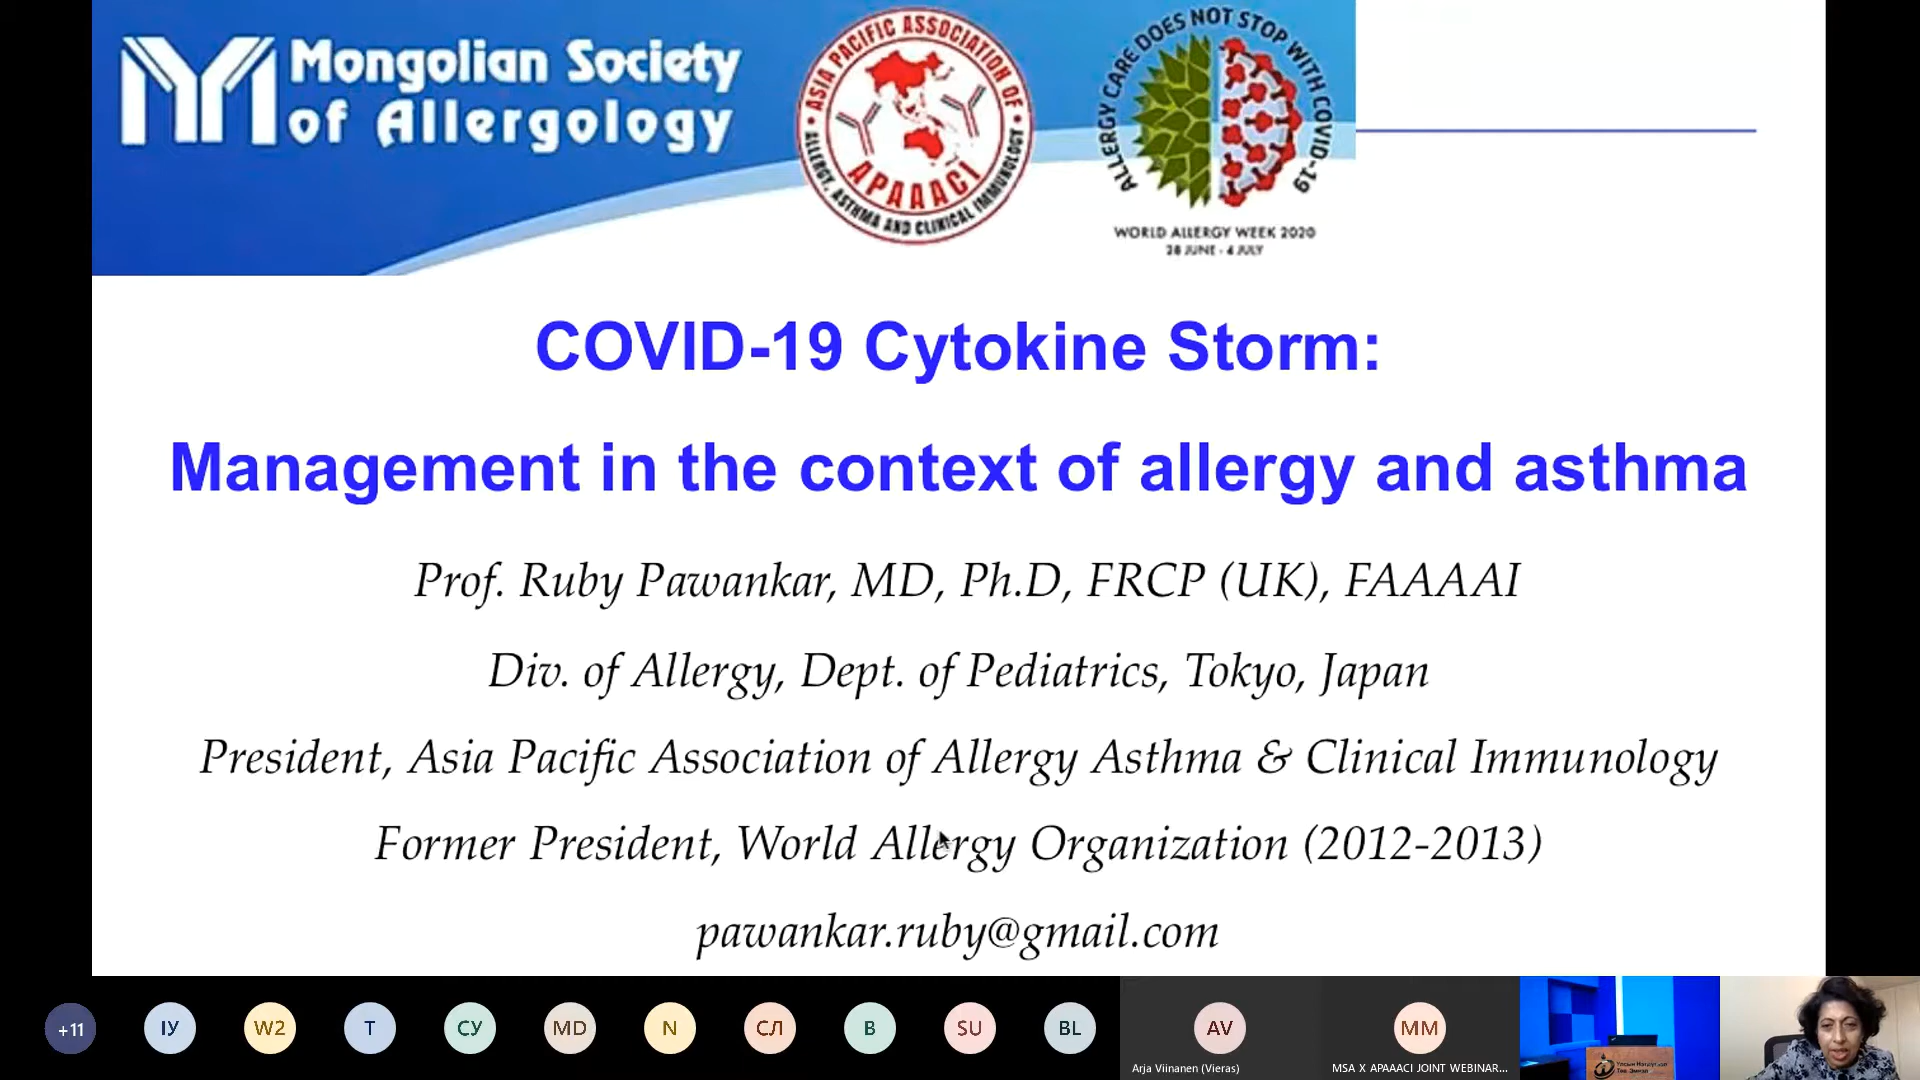 Mongolian Society
of Allergology
ASIA PACIFIC ASSOCIATION OF
ALLERGY, ASTHMA AND CLINICAL IMMUNOLOGY
APAAACI
ALLERGY CARE DOES NOT STOP WITH COVID-19
WORLD ALLERGY WEEK 2020
28 JUNE - 4 JULY
COVID-19 Cytokine Storm:
Management in the context of allergy and asthma
Prof. Ruby Pawankar, MD, Ph.D, FRCP (UK), FAAAAI
Div. of Allergy, Dept. of Pediatrics, Tokyo, Japan
President, Asia Pacific Association of Allergy Asthma & Clinical Immunology
Former President, World Allergy Organization (2012-2013)
pawankar.ruby@gmail.com
+11
ІУ
W2
T
СУ
MD
N
СЛ
B
SU
BL
AV
MM
Arja Viinanen (Vieras)
MSA X APAAACI JOINT WEBINAR...